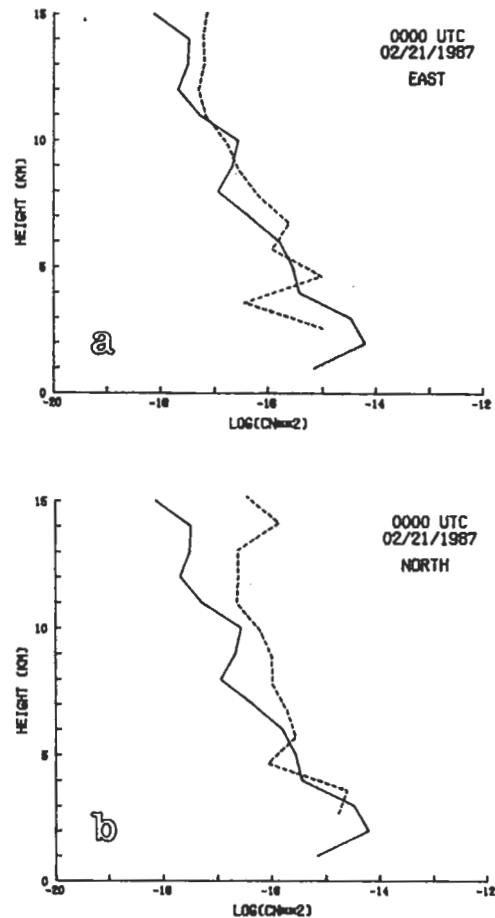 0000 UTC
02/21/1987
EAST
15
10
5
0
HEIGHT (KM)
a
-20
-18
-16
-14
-12
LOG(CN**2)
0000 UTC
02/21/1987
NORTH
15
10
5
0
HEIGHT (KM)
b
-20
-18
-16
-14
-12
LOG(CN**2)